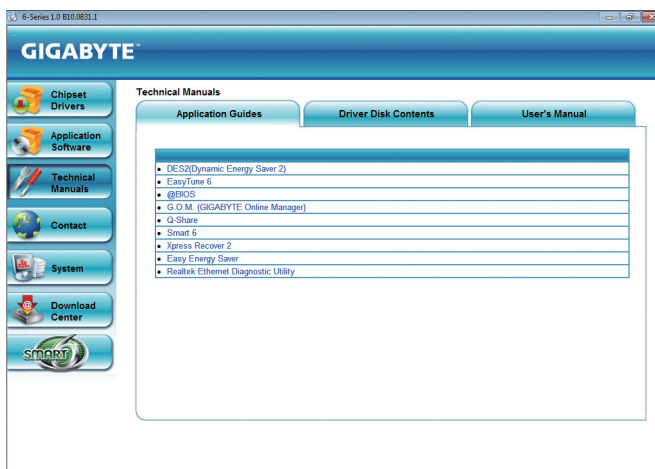 6-Series 1.0 B10.0831.1
GIGABYTE™
Chipset
Drivers
Application
Software
Technical
Manuals
Contact
System
Download
Center
SMART6
Technical Manuals
Application Guides
Driver Disk Contents
User's Manual
• DES2(Dynamic Energy Saver 2)
• EasyTune 6
• @BIOS
• G.O.M. (GIGABYTE Online Manager)
• Q-Share
• Smart 6
• Xpress Recover 2
• Easy Energy Saver
• Realtek Ethernet Diagnostic Utility